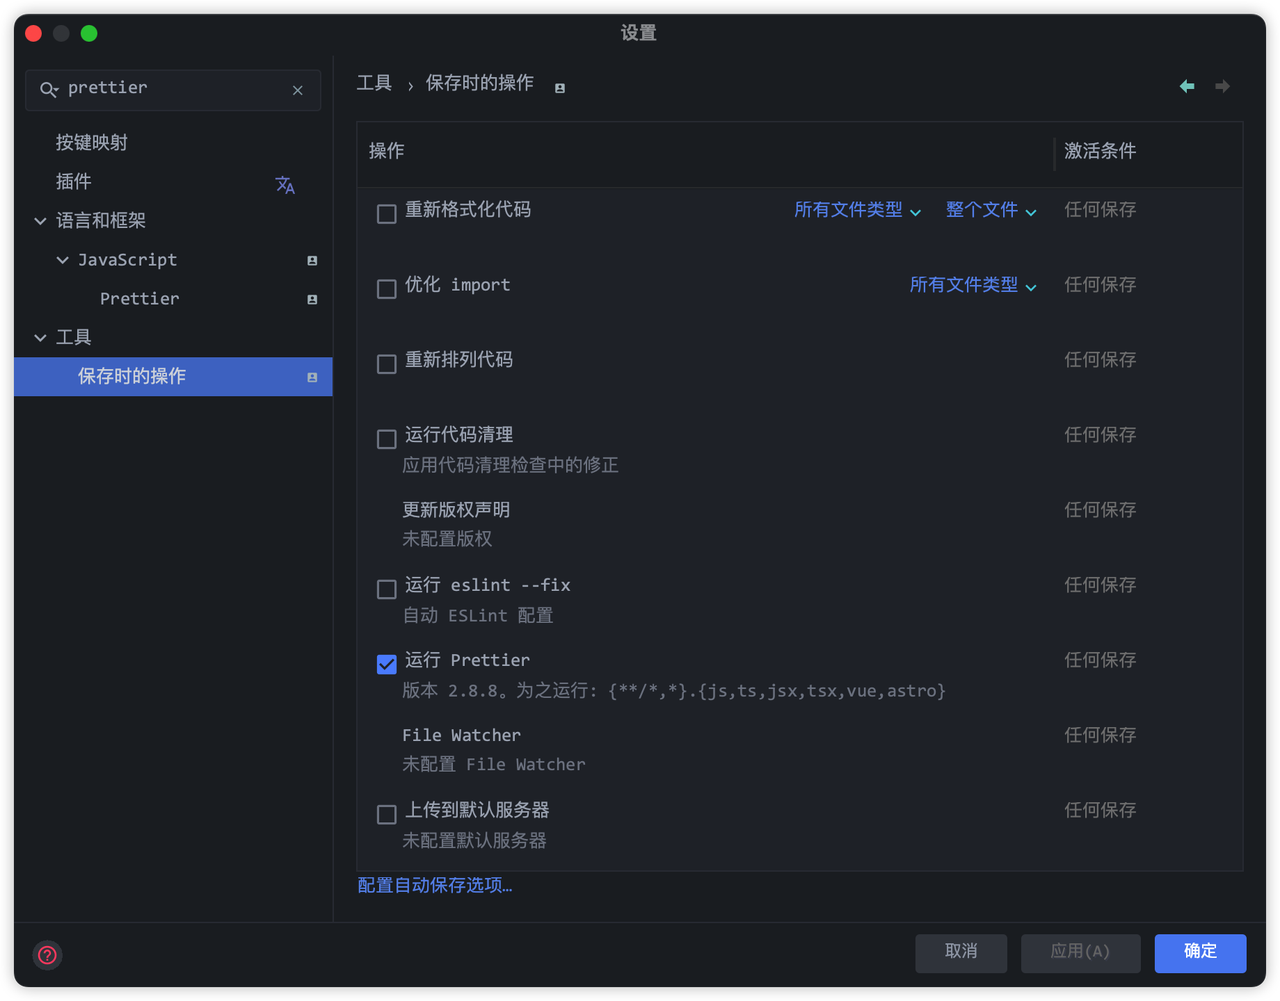 设置
prettier
按键映射
插件
语言和框架
JavaScript
Prettier
工具
保存时的操作
工具 › 保存时的操作
操作 激活条件
重新格式化代码 所有文件类型 整个文件 任何保存
优化 import 所有文件类型 任何保存
重新排列代码 任何保存
运行代码清理 任何保存
应用代码清理检查中的修正
更新版权声明 任何保存
未配置版权
运行 eslint --fix 任何保存
自动 ESLint 配置
运行 Prettier 任何保存
版本 2.8.8。为之运行: {**/*,*}.{js,ts,jsx,tsx,vue,astro}
File Watcher 任何保存
未配置 File Watcher
上传到默认服务器 任何保存
未配置默认服务器
配置自动保存选项…
取消 应用(A) 确定